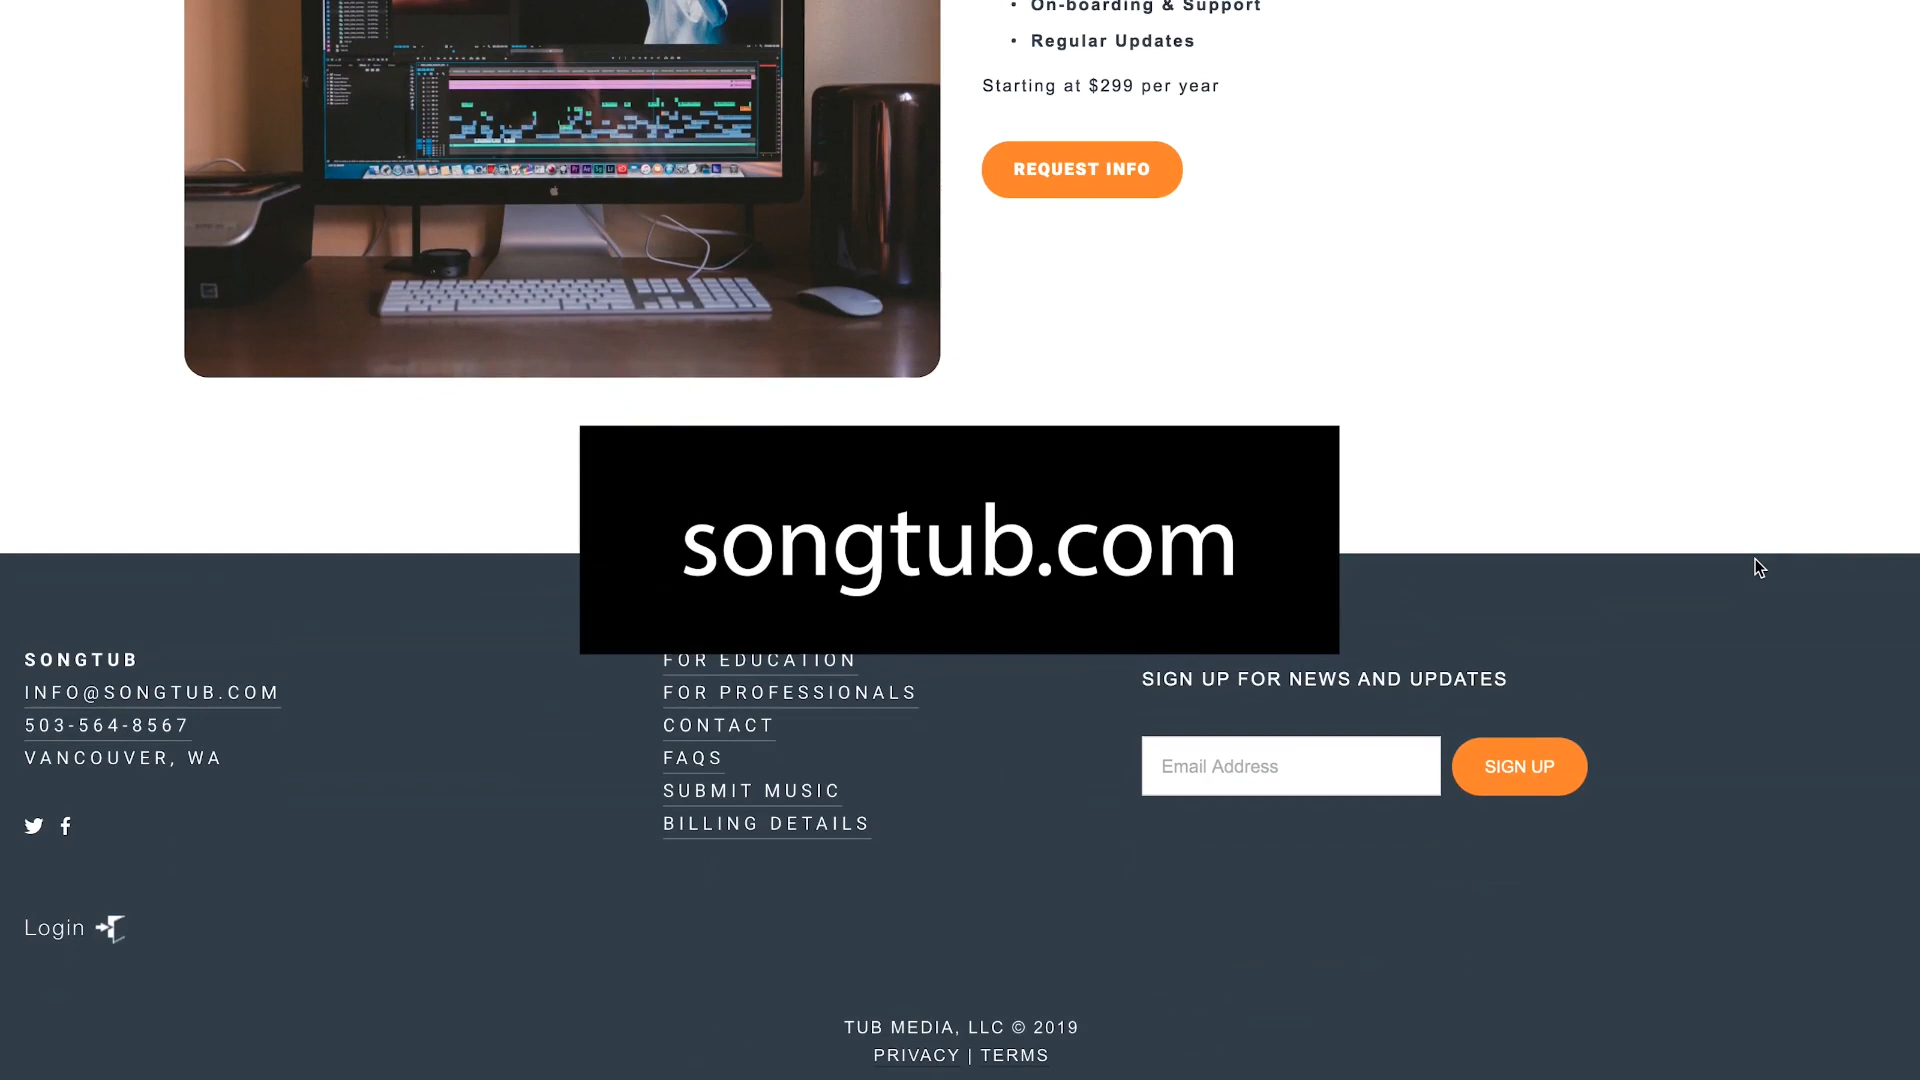 • On-boarding & Support
• Regular Updates
Starting at $299 per year
REQUEST INFO
songtub.com
SONGTUB
INFO@SONGTUB.COM
503-564-8567
VANCOUVER, WA
Login
FOR EDUCATION
FOR PROFESSIONALS
CONTACT
FAQS
SUBMIT MUSIC
BILLING DETAILS
SIGN UP FOR NEWS AND UPDATES
Email Address
SIGN UP
TUB MEDIA, LLC © 2019
PRIVACY | TERMS